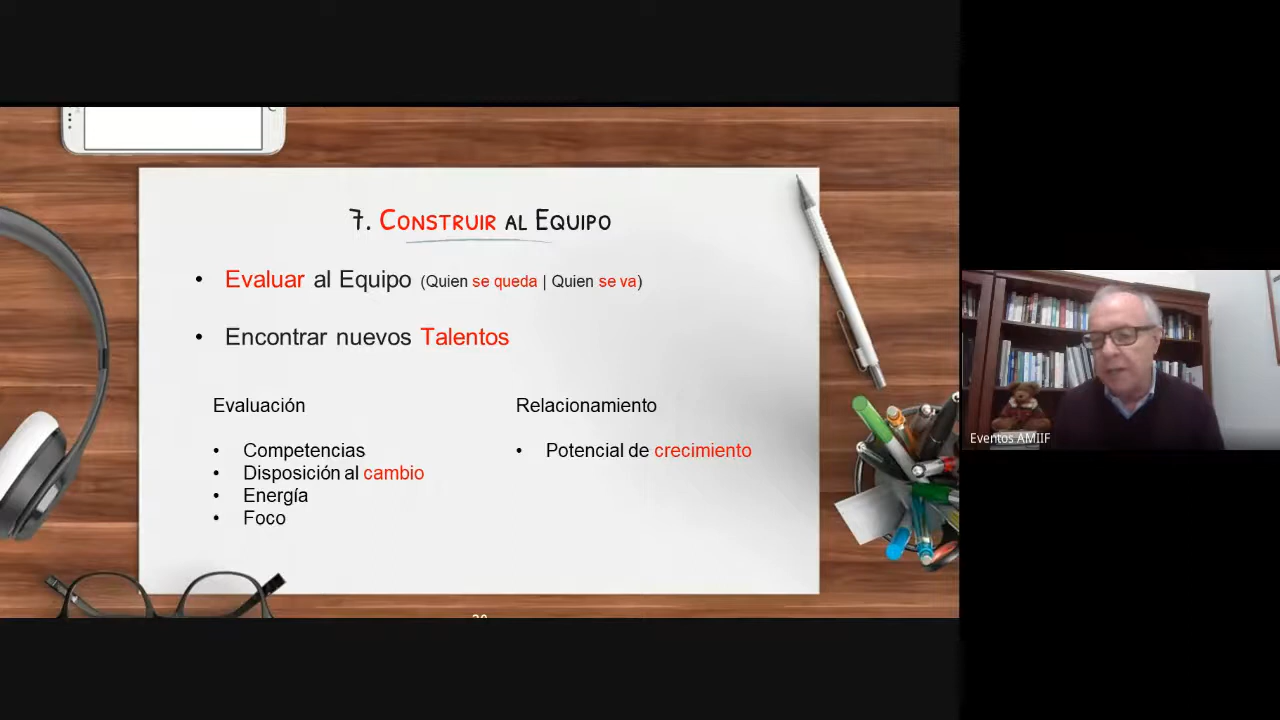 7. Construir al Equipo
• Evaluar al Equipo (Quien se queda | Quien se va)
• Encontrar nuevos Talentos
Evaluación
• Competencias
• Disposición al cambio
• Energía
• Foco
Relacionamiento
• Potencial de crecimiento
Eventos AMIIF